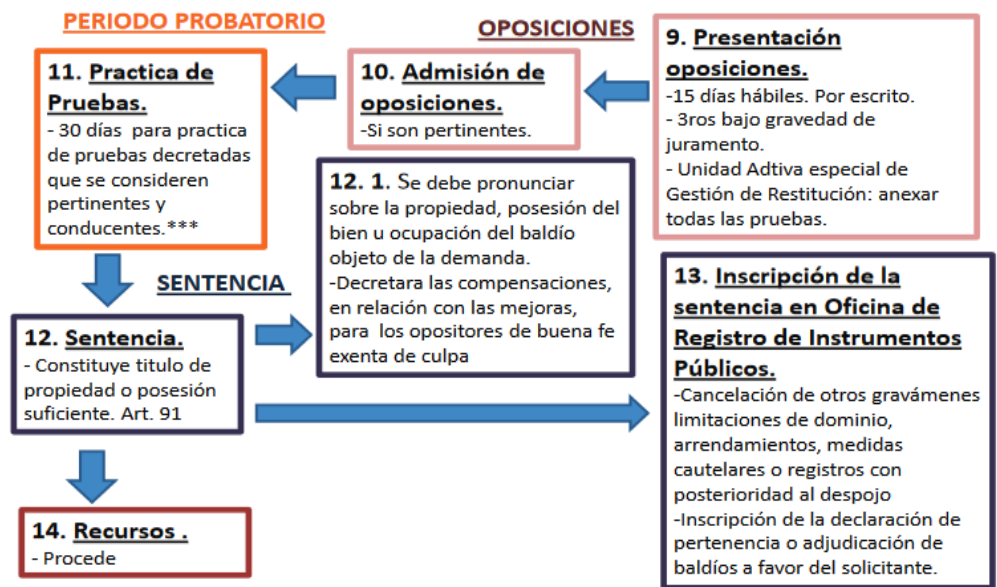 PERIODO PROBATORIO
OPOSICIONES
9. Presentación
oposiciones.
-15 días hábiles. Por escrito.
- 3ros bajo gravedad de
juramento.
- Unidad Adtiva especial de
Gestión de Restitución: anexar
todas las pruebas.
10. Admisión de
oposiciones.
-Si son pertinentes.
11. Practica de
Pruebas.
- 30 días para practica
de pruebas decretadas
que se consideren
pertinentes y
conducentes.***
SENTENCIA
12. Sentencia.
- Constituye titulo de
propiedad o posesión
suficiente. Art. 91
12. 1. Se debe pronunciar
sobre la propiedad, posesión del
bien u ocupación del baldío
objeto de la demanda.
-Decretara las compensaciones,
en relación con las mejoras,
para los opositores de buena fe
exenta de culpa
13. Inscripción de la
sentencia en Oficina de
Registro de Instrumentos
Públicos.
-Cancelación de otros gravámenes
limitaciones de dominio,
arrendamientos, medidas
cautelares o registros con
posterioridad al despojo
-Inscripción de la declaración de
pertenencia o adjudicación de
baldíos a favor del solicitante.
14. Recursos .
- Procede